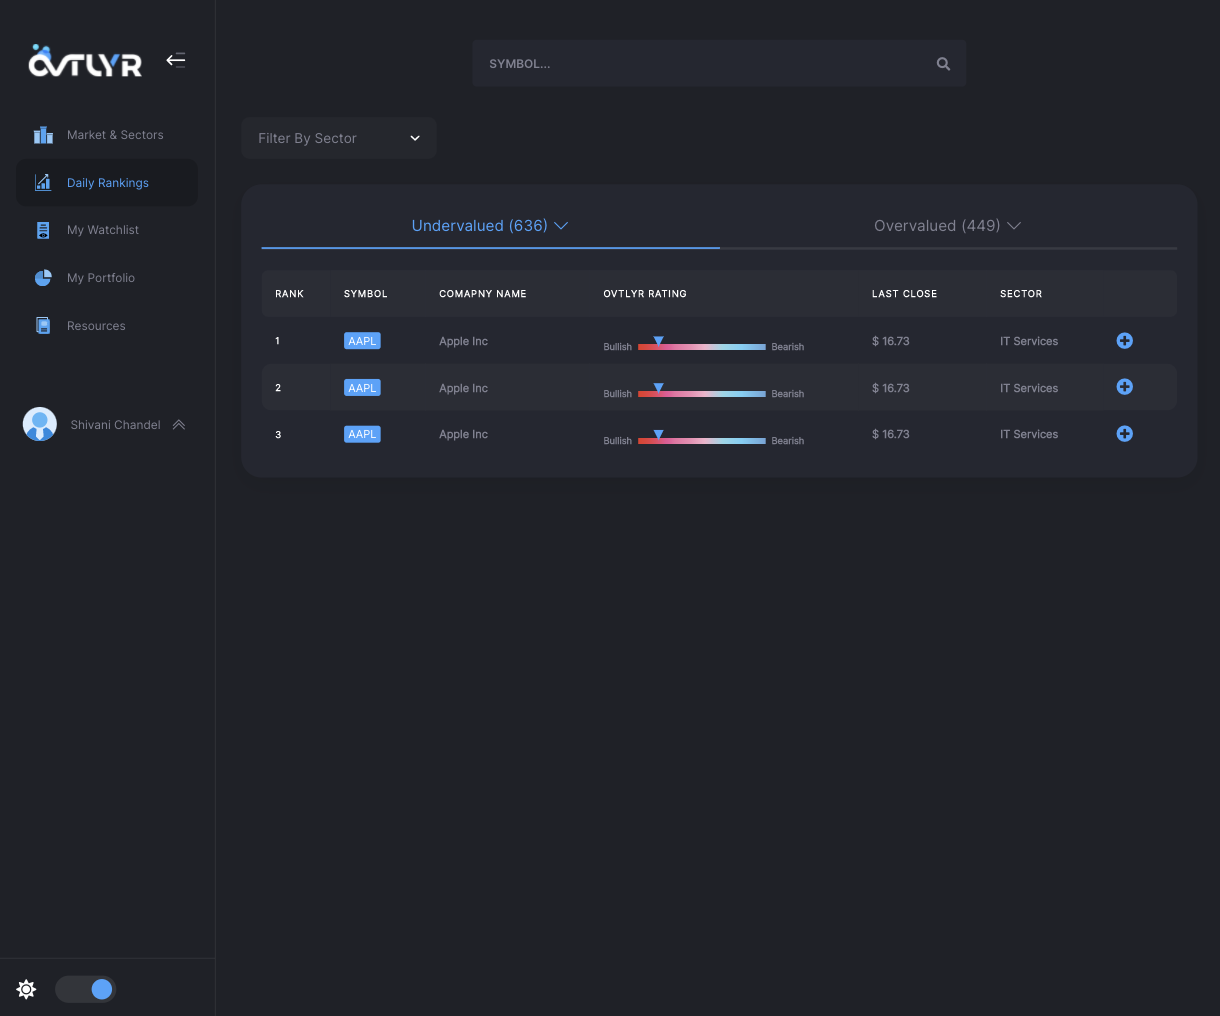 OVTLYR
SYMBOL...
Market & Sectors
Daily Rankings
My Watchlist
My Portfolio
Resources
Shivani Chandel
Filter By Sector
Undervalued (636) Overvalued (449)
RANK SYMBOL COMAPNY NAME OVTLYR RATING LAST CLOSE SECTOR
1 AAPL Apple Inc Bullish Bearish $ 16.73 IT Services
2 AAPL Apple Inc Bullish Bearish $ 16.73 IT Services
3 AAPL Apple Inc Bullish Bearish $ 16.73 IT Services